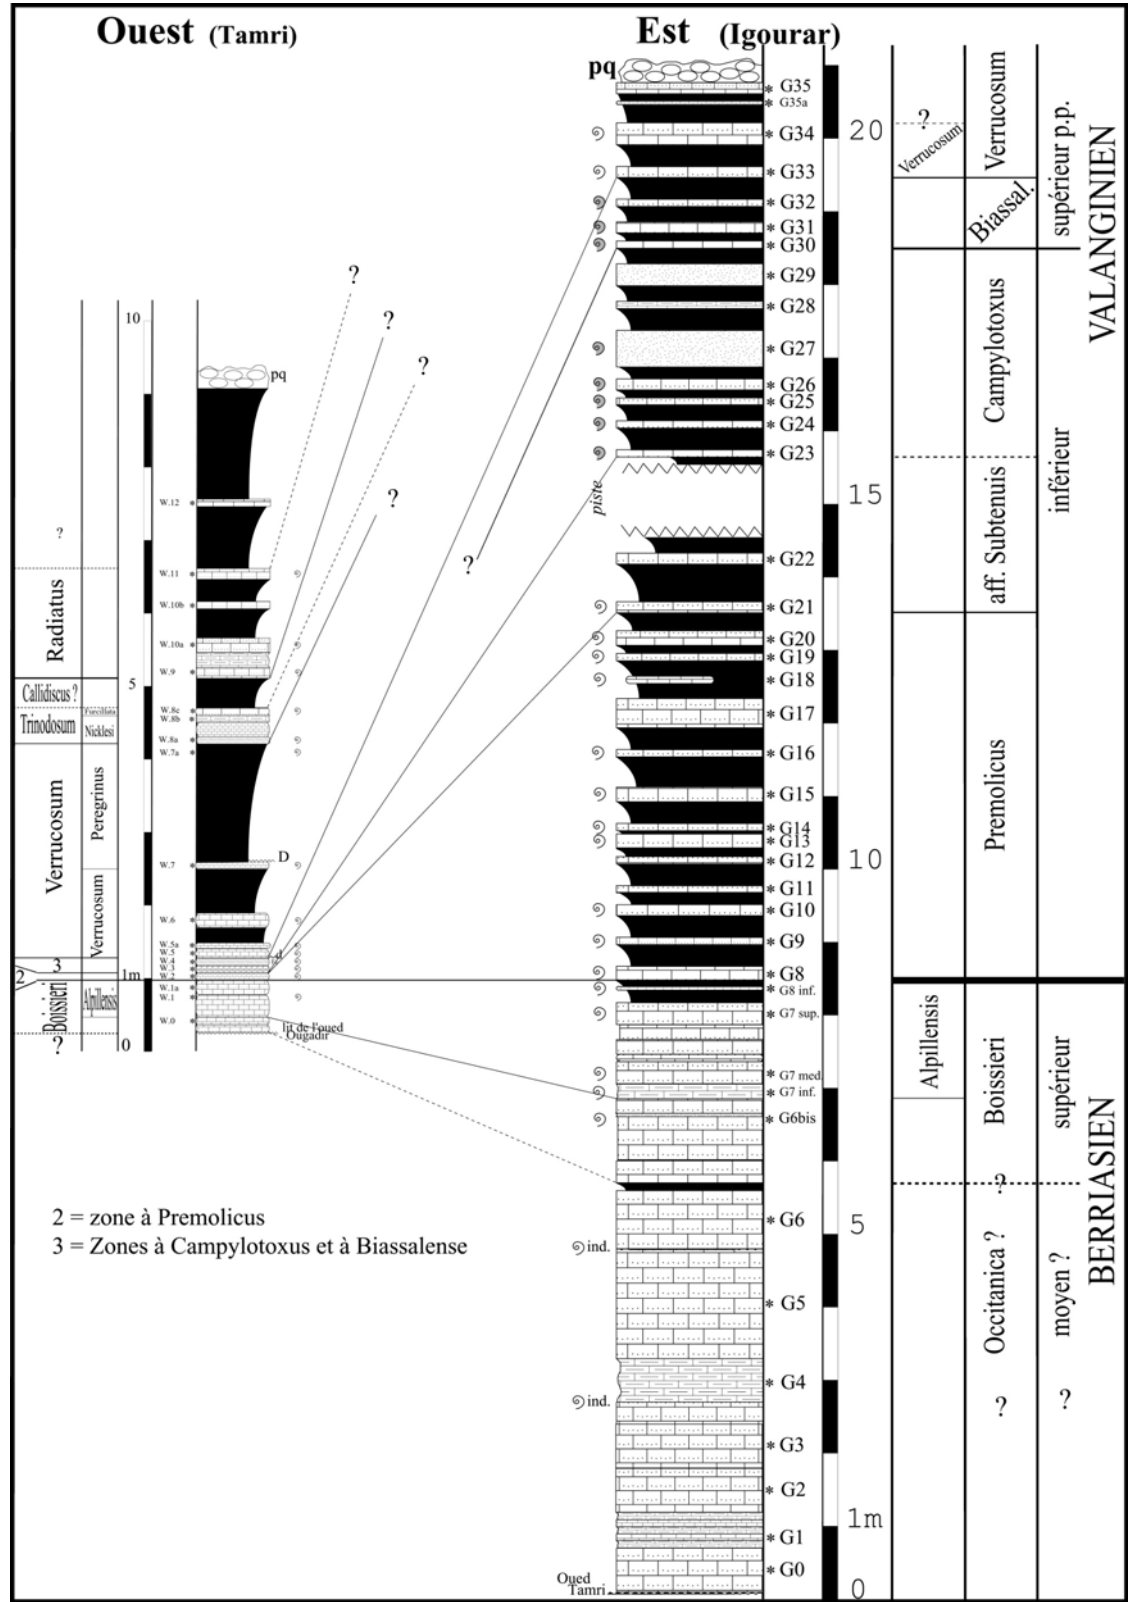 Ouest (Tamri)
Est (Igourar)
?
?
?
?
?
10
pq
W.12
?
W.11
Radiatus
W.10b
W.10a
W.9
5
Callidiscus ?
W.8c
Furcillata
W.8b
Trinodosum
Nicklesi
W.8a
W.7a
Verrucosum
Peregrinus
D
W.7
Verrucosum
W.6
W.5a
W.5
d
W.4
3
W.3
2
1m
W.2
W.1a
Boissieri
Alpillensis
W.1
W.0
lit de l'oued
Ougadir
?
0
2 = zone à Premolicus
3 = Zones à Campylotoxus et à Biassalense
pq
* G35
* G35a
* G34
* G33
* G32
* G31
* G30
* G29
* G28
* G27
* G26
* G25
* G24
* G23
piste
* G22
* G21
* G20
* G19
* G18
* G17
* G16
* G15
* G14
* G13
* G12
* G11
* G10
* G9
* G8
* G8 inf.
* G7 sup.
* G7 med
* G7 inf.
* G6bis
* G6
ind.
* G5
* G4
ind.
* G3
* G2
* G1
* G0
Oued
Tamri
20
15
10
5
1m
0
?
Verrucosum
Verrucosum
Biassal.
Campylotoxus
aff. Subtenuis
Premolicus
Alpillensis
Boissieri
?
Occitanica ?
?
supérieur p.p.
inférieur
supérieur
moyen ?
?
VALANGINIEN
BERRIASIEN